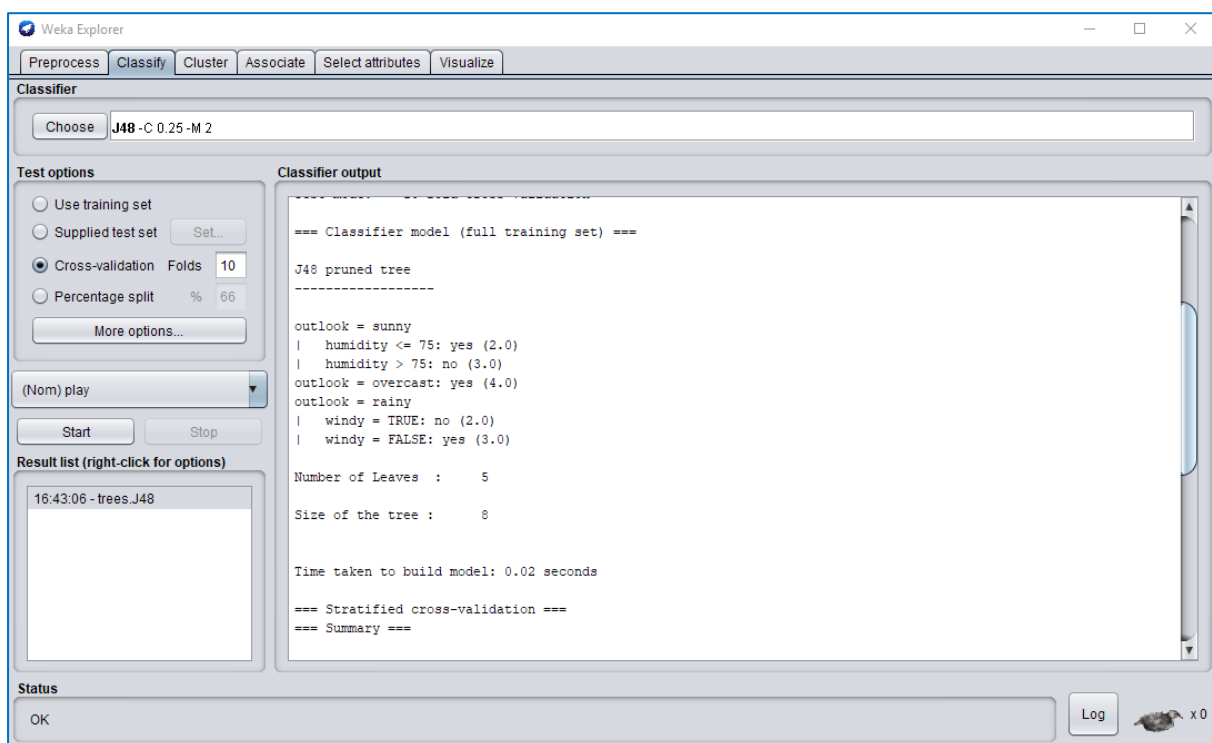 Weka Explorer
Preprocess Classify Cluster Associate Select attributes Visualize
Classifier
Choose J48 -C 0.25 -M 2
Test options
Use training set
Supplied test set Set...
Cross-validation Folds 10
Percentage split % 66
More options...
(Nom) play
Start Stop
Result list (right-click for options)
16:43:06 - trees.J48
Classifier output
=== Classifier model (full training set) ===
J48 pruned tree
------------------
outlook = sunny
|   humidity <= 75: yes (2.0)
|   humidity > 75: no (3.0)
outlook = overcast: yes (4.0)
outlook = rainy
|   windy = TRUE: no (2.0)
|   windy = FALSE: yes (3.0)
Number of Leaves  :     5
Size of the tree :      8
Time taken to build model: 0.02 seconds
=== Stratified cross-validation ===
=== Summary ===
Status
OK
Log x 0